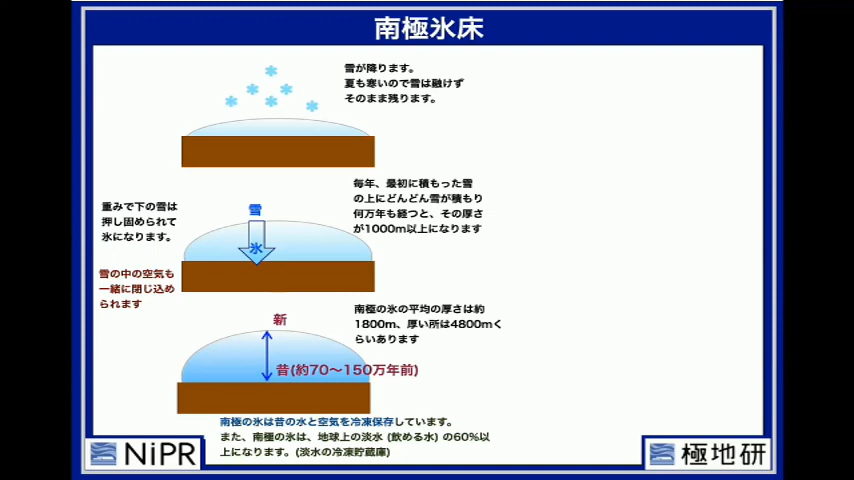 南極氷床
雪が降ります。
夏も寒いので雪は融けず
そのまま残ります。
毎年、最初に積もった雪
の上にどんどん雪が積もり
何万年も経つと、その厚さ
が1000m以上になります
重みで下の雪は
押し固められて
氷になります。
雪
氷
雪の中の空気も
一緒に閉じ込め
られます
南極の氷の平均の厚さは約
1800m、厚い所は4800mく
らいあります
新
昔(約70〜150万年前)
南極の氷は昔の水と空気を冷凍保存しています。
また、南極の氷は、地球上の淡水 (飲める水) の60%以
上になります。(淡水の冷凍貯蔵庫)
NiPR
極地研